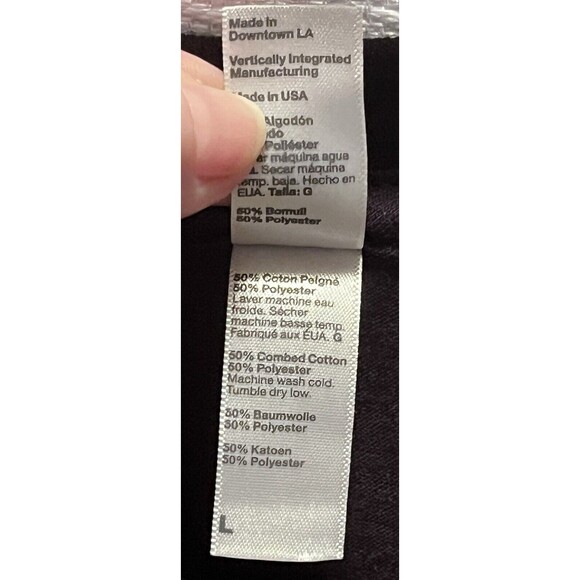 Made in
Downtown LA
Vertically Integrated
Manufacturing
in USA
Algodón
Poliéster
máquina agua
Secar máquina
temp. baja. Hecho en
EUA. Talla: G
50% Bomull
50% Polyester
50% Coton Peigné
50% Polyester
Laver machine eau
froide. Sécher
machine basse temp.
Fabriqué aux ÉUA. G
50% Combed Cotton
50% Polyester
Machine wash cold.
Tumble dry low.
50% Baumwolle
50% Polyester
50% Katoen
50% Polyester
L